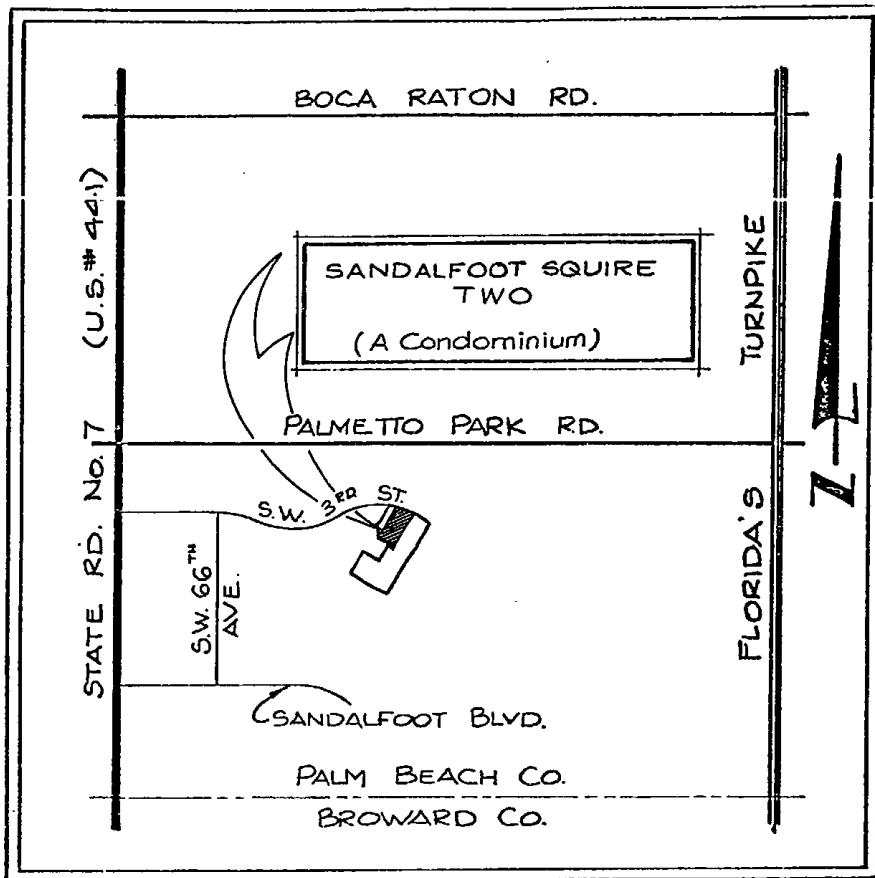 BOCA RATON RD.
(U.S. # 441)
STATE RD. No. 7
SANDALFOOT SQUIRE
TWO
(A Condominium)
TURNPIKE
FLORIDA'S
PALMETTO PARK RD.
S.W. 3RD ST.
S.W. 66TH
AVE.
SANDALFOOT BLVD.
PALM BEACH CO.
BROWARD CO.
Z